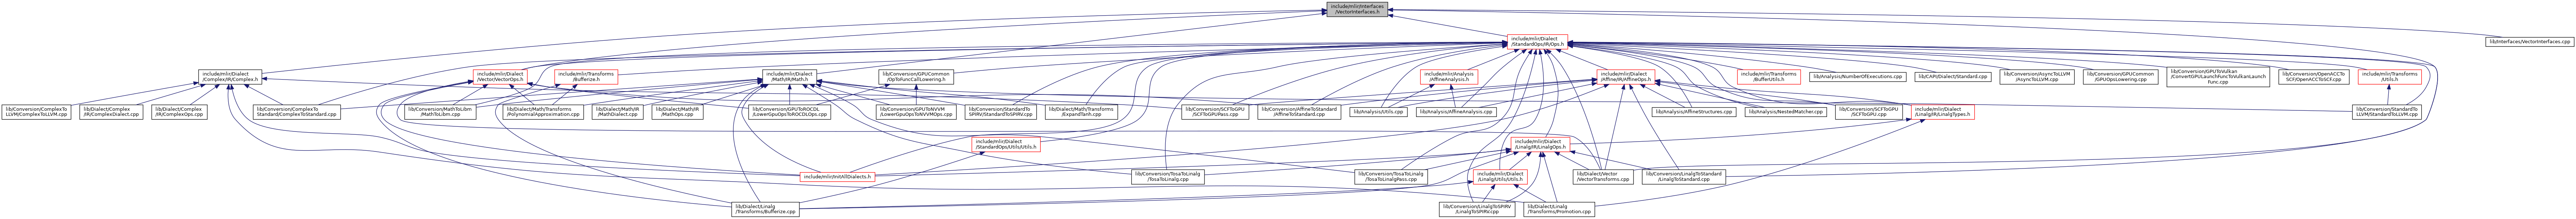 include/mlir/Interfaces
/VectorInterfaces.h
include/mlir/Dialect
/StandardOps/IR/Ops.h
lib/Interfaces/VectorInterfaces.cpp
include/mlir/Dialect
/Complex/IR/Complex.h
include/mlir/Dialect
/Vector/VectorOps.h
include/mlir/Transforms
/Bufferize.h
include/mlir/Dialect
/Math/IR/Math.h
lib/Conversion/GPUCommon
/OpToFuncCallLowering.h
include/mlir/Analysis
/AffineAnalysis.h
include/mlir/Dialect
/Affine/IR/AffineOps.h
include/mlir/Transforms
/BufferUtils.h
lib/Analysis/NumberOfExecutions.cpp
lib/CAPI/Dialect/Standard.cpp
lib/Conversion/AsyncToLLVM
/AsyncToLLVM.cpp
lib/Conversion/GPUCommon
/GPUOpsLowering.cpp
lib/Conversion/GPUToVulkan
/ConvertGPULaunchFuncToVulkanLaunch
Func.cpp
lib/Conversion/OpenACCTo
SCF/OpenACCToSCF.cpp
include/mlir/Transforms
/Utils.h
lib/Conversion/ComplexTo
LLVM/ComplexToLLVM.cpp
lib/Dialect/Complex
/IR/ComplexDialect.cpp
lib/Dialect/Complex
/IR/ComplexOps.cpp
lib/Conversion/ComplexTo
Standard/ComplexToStandard.cpp
lib/Conversion/MathToLibm
/MathToLibm.cpp
lib/Dialect/Math/Transforms
/PolynomialApproximation.cpp
lib/Dialect/Math/IR
/MathDialect.cpp
lib/Dialect/Math/IR
/MathOps.cpp
lib/Conversion/GPUToROCDL
/LowerGpuOpsToROCDLOps.cpp
lib/Conversion/GPUToNVVM
/LowerGpuOpsToNVVMOps.cpp
lib/Conversion/StandardTo
SPIRV/StandardToSPIRV.cpp
lib/Dialect/Math/Transforms
/ExpandTanh.cpp
lib/Conversion/SCFToGPU
/SCFToGPUPass.cpp
lib/Conversion/AffineToStandard
/AffineToStandard.cpp
lib/Analysis/Utils.cpp
lib/Analysis/AffineAnalysis.cpp
lib/Analysis/AffineStructures.cpp
lib/Analysis/NestedMatcher.cpp
lib/Conversion/SCFToGPU
/SCFToGPU.cpp
include/mlir/Dialect
/Linalg/IR/LinalgTypes.h
lib/Conversion/StandardTo
LLVM/StandardToLLVM.cpp
include/mlir/Dialect
/StandardOps/Utils/Utils.h
include/mlir/Dialect
/Linalg/IR/LinalgOps.h
include/mlir/InitAllDialects.h
lib/Conversion/TosaToLinalg
/TosaToLinalg.cpp
lib/Conversion/TosaToLinalg
/TosaToLinalgPass.cpp
include/mlir/Dialect
/Linalg/Utils/Utils.h
lib/Dialect/Vector
/VectorTransforms.cpp
lib/Conversion/LinalgToStandard
/LinalgToStandard.cpp
lib/Dialect/Linalg
/Transforms/Bufferize.cpp
lib/Conversion/LinalgToSPIRV
/LinalgToSPIRV.cpp
lib/Dialect/Linalg
/Transforms/Promotion.cpp